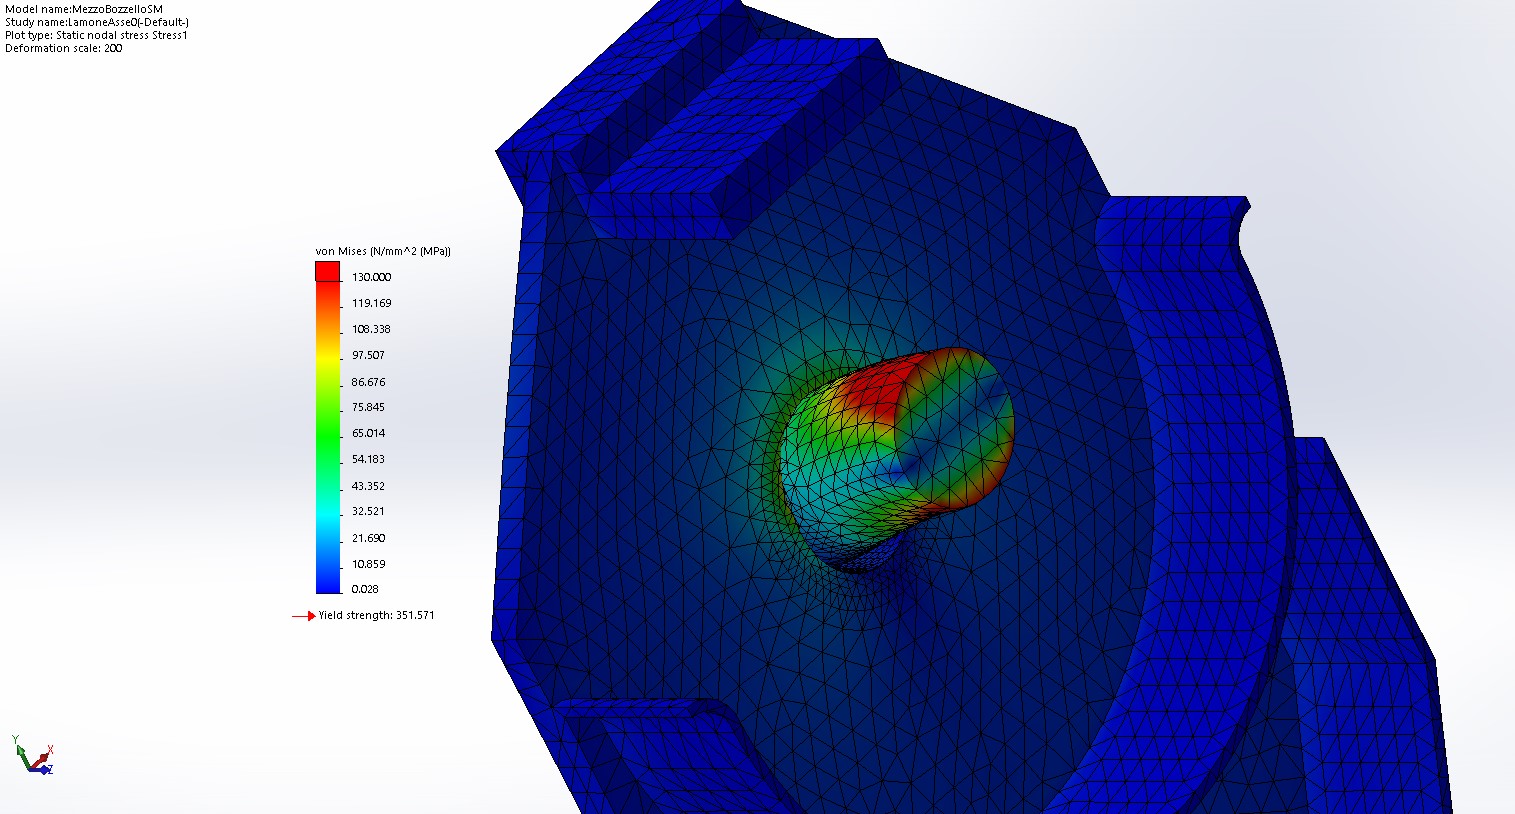 Model name:MezzoBozzelloSM
Study name:LamoneAsse0(-Default-)
Plot type: Static nodal stress Stress1
Deformation scale: 200
von Mises (N/mm^2 (MPa))
130.000
119.169
108.338
97.507
86.676
75.845
65.014
54.183
43.352
32.521
21.690
10.859
0.028
Yield strength: 351.571
Y
X
Z